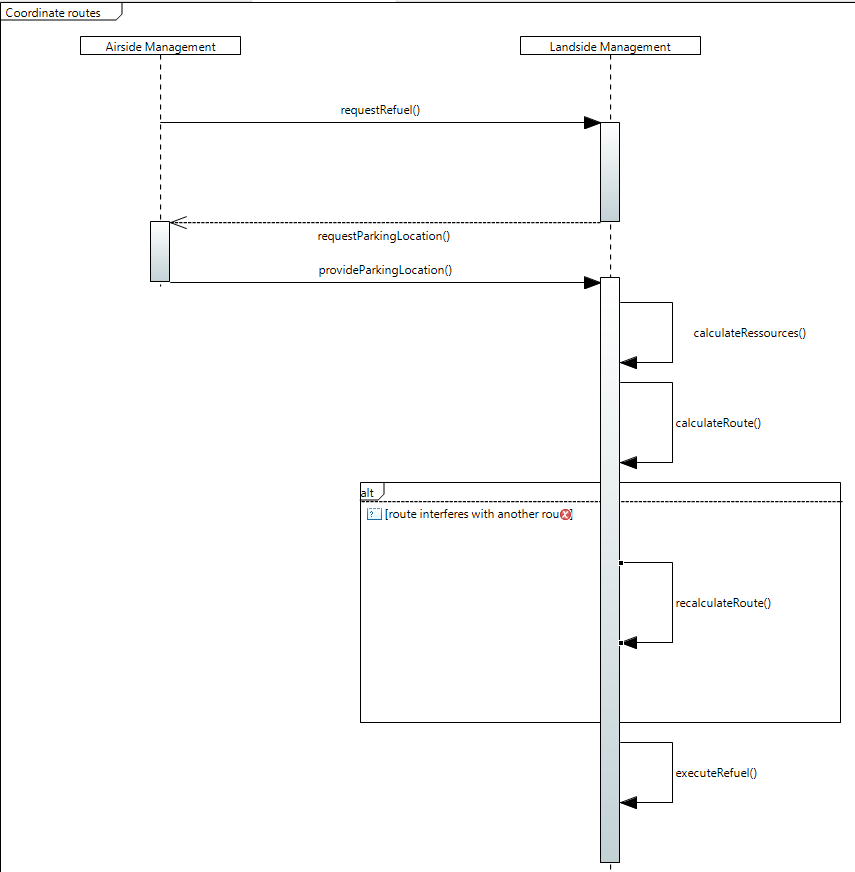 Coordinate routes
Airside Management
Landside Management
requestRefuel()
requestParkingLocation()
provideParkingLocation()
calculateRessources()
calculateRoute()
alt
? [route interferes with another rou]
recalculateRoute()
executeRefuel()